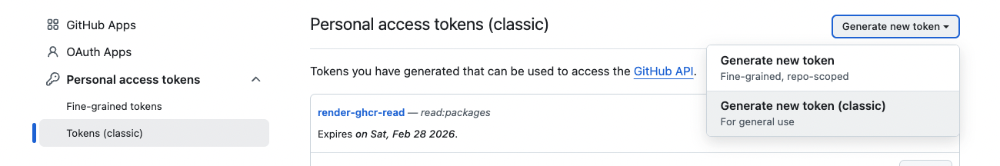 GitHub Apps
OAuth Apps
Personal access tokens
Fine-grained tokens
Tokens (classic)
Personal access tokens (classic)
Generate new token
Tokens you have generated that can be used to access the GitHub API.
render-ghcr-read — read:packages
Expires on Sat, Feb 28 2026.
Generate new token
Fine-grained, repo-scoped
Generate new token (classic)
For general use